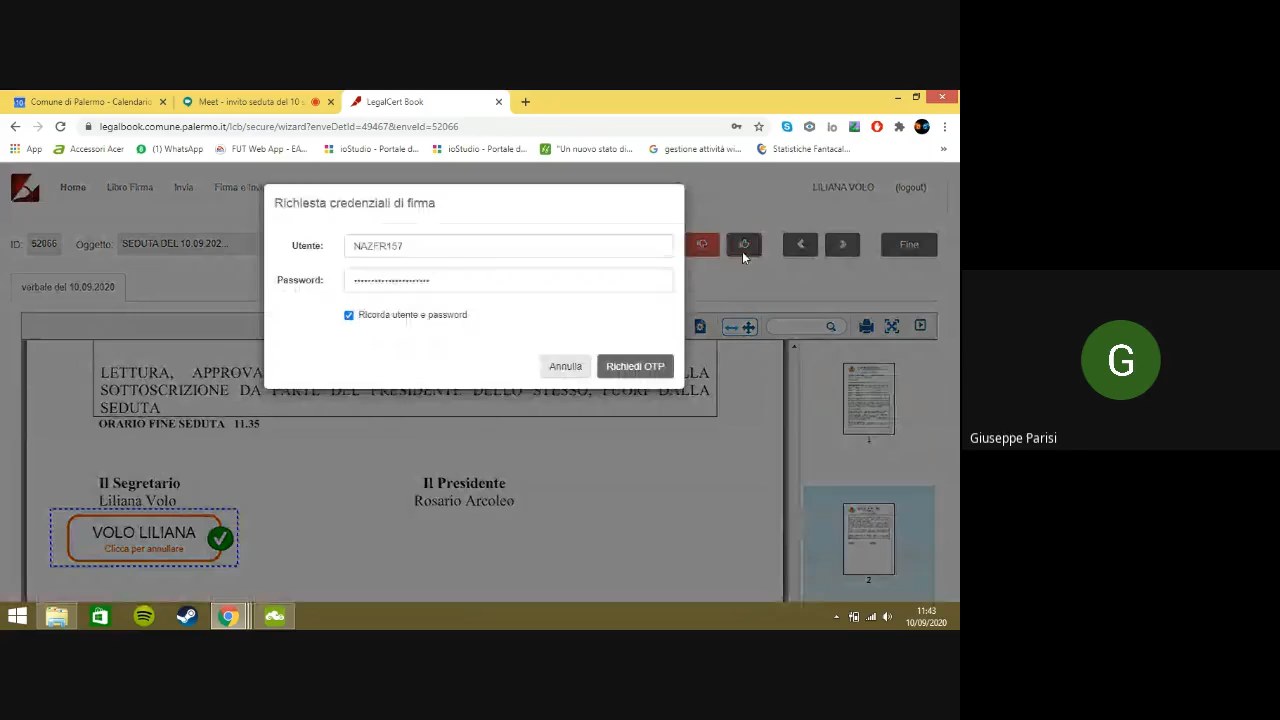 Comune di Palermo - Calendario
Meet - invito seduta del 10 s
LegalCert Book
legalbook.comune.palermo.it/lcb/secure/wizard?enveDetId=49467&enveId=52066
App
Accessori Acer
(1) WhatsApp
FUT Web App - EA...
ioStudio - Portale d...
ioStudio - Portale d...
"Un nuovo stato di...
gestione attività wi...
Statistiche Fantacal...
»
Home
Libro Firma
Invia
Firma e Inv
LILIANA VOLO
(logout)
Richiesta credenziali di firma
ID:
52066
Oggetto:
SEDUTA DEL 10.09.202...
Utente:
NAZFR157
Fine
Password:
verbale del 10.09.2020
Ricorda utente e password
Annulla
Richiedi OTP
LETTURA, APPROVA LLA
SOTTOSCRIZIONE DA PARTE DEL PRESIDENTE DELLO STESSO, FUORI DALLA
SEDUTA
ORARIO FINE SEDUTA 11.35
1
Il Segretario
Il Presidente
Liliana Volo
Rosario Arcoleo
VOLO LILIANA
Clicca per annullare
2
11:43
10/09/2020
G
Giuseppe Parisi